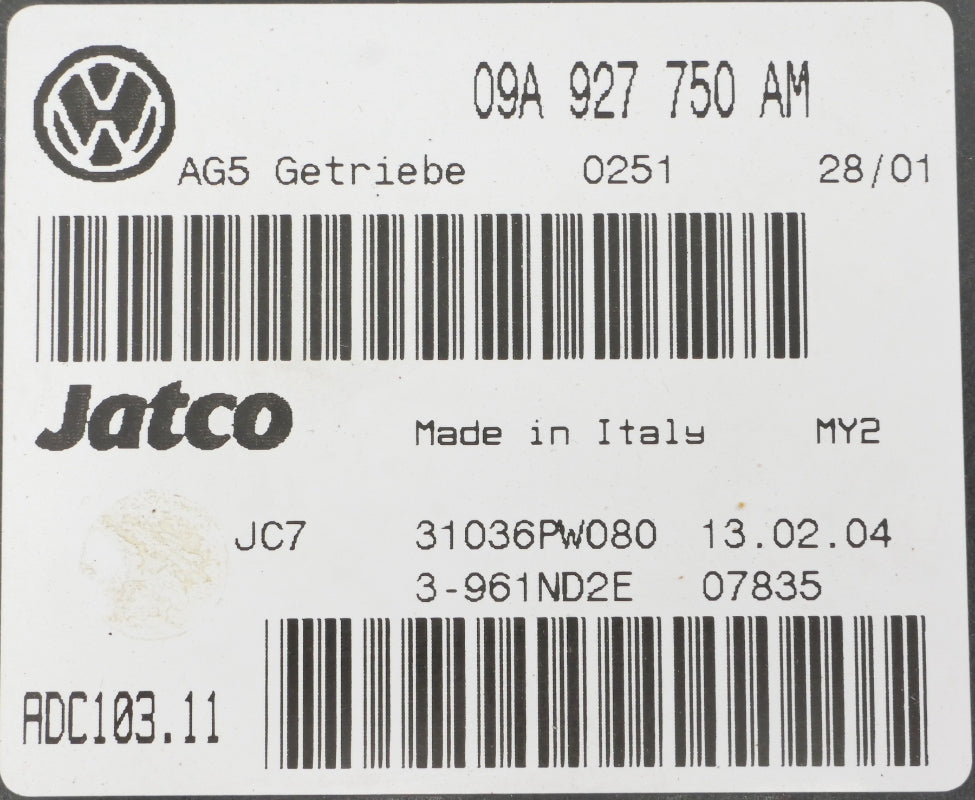 09A 927 750 AM
AG5 Getriebe 0251 28/01
Jatco
Made in Italy MY2
JC7 31036PW080 13.02.04
3-961ND2E 07835
ADC103.11